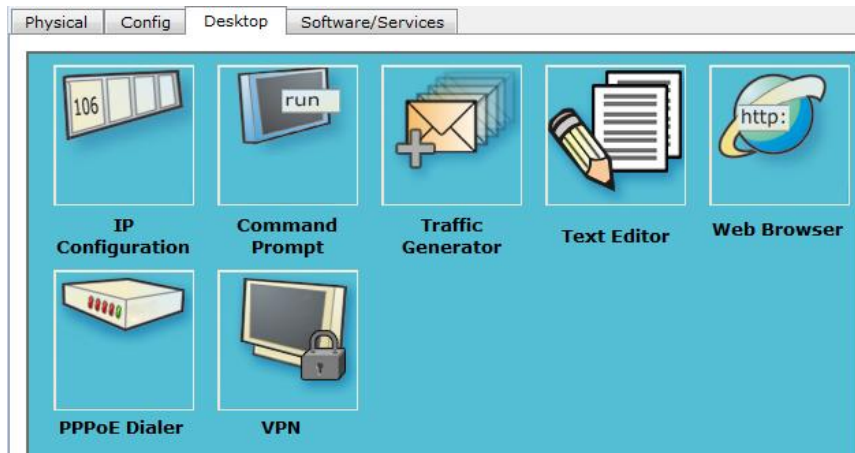 Physical Config Desktop Software/Services
106
run
http:
IP Configuration
Command Prompt
Traffic Generator
Text Editor
Web Browser
PPPoE Dialer
VPN